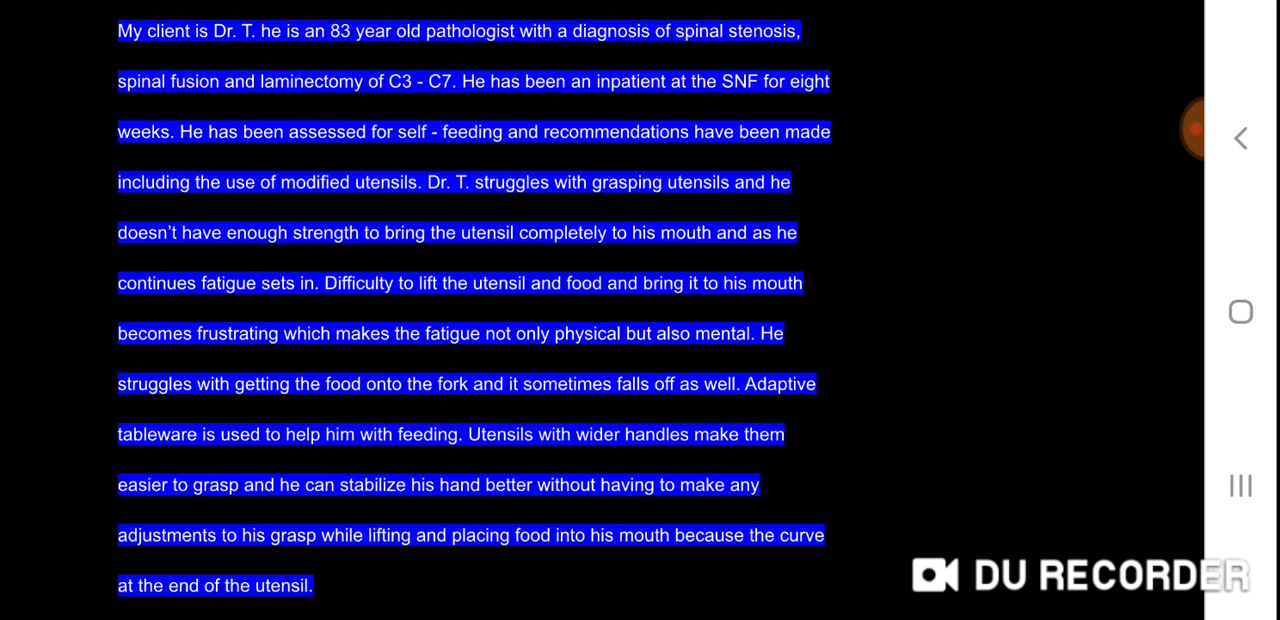 My client is Dr. T. he is an 83 year old pathologist with a diagnosis of spinal stenosis,
spinal fusion and laminectomy of C3 - C7. He has been an inpatient at the SNF for eight
weeks. He has been assessed for self - feeding and recommendations have been made
including the use of modified utensils. Dr. T. struggles with grasping utensils and he
doesn’t have enough strength to bring the utensil completely to his mouth and as he
continues fatigue sets in. Difficulty to lift the utensil and food and bring it to his mouth
becomes frustrating which makes the fatigue not only physical but also mental. He
struggles with getting the food onto the fork and it sometimes falls off as well. Adaptive
tableware is used to help him with feeding. Utensils with wider handles make them
easier to grasp and he can stabilize his hand better without having to make any
adjustments to his grasp while lifting and placing food into his mouth because the curve
at the end of the utensil.
DU RECORDER